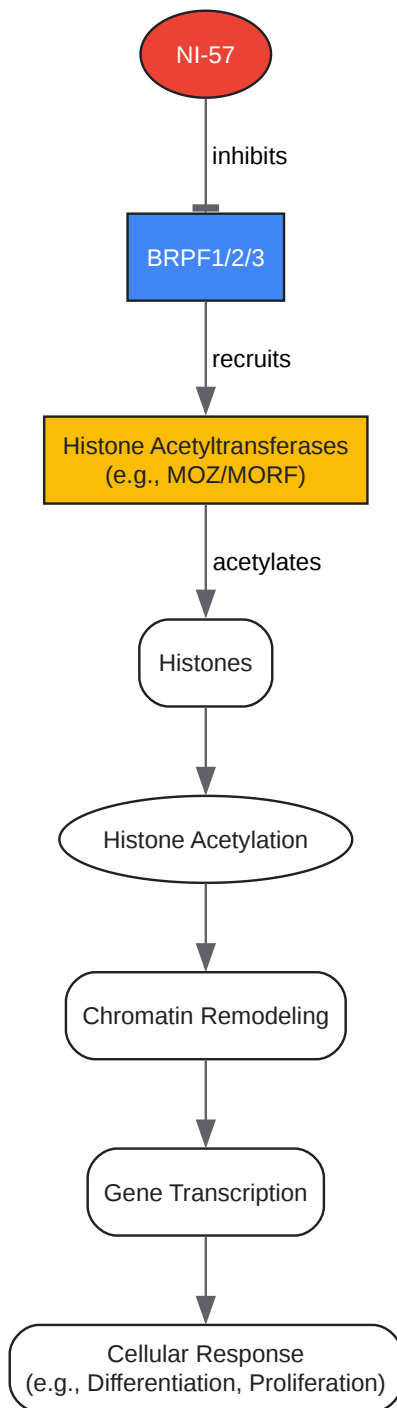 NI-57
inhibits
BRPF1/2/3
recruits
Histone Acetyltransferases
(e.g., MOZ/MORF)
acetylates
Histones
Histone Acetylation
Chromatin Remodeling
Gene Transcription
Cellular Response
(e.g., Differentiation, Proliferation)